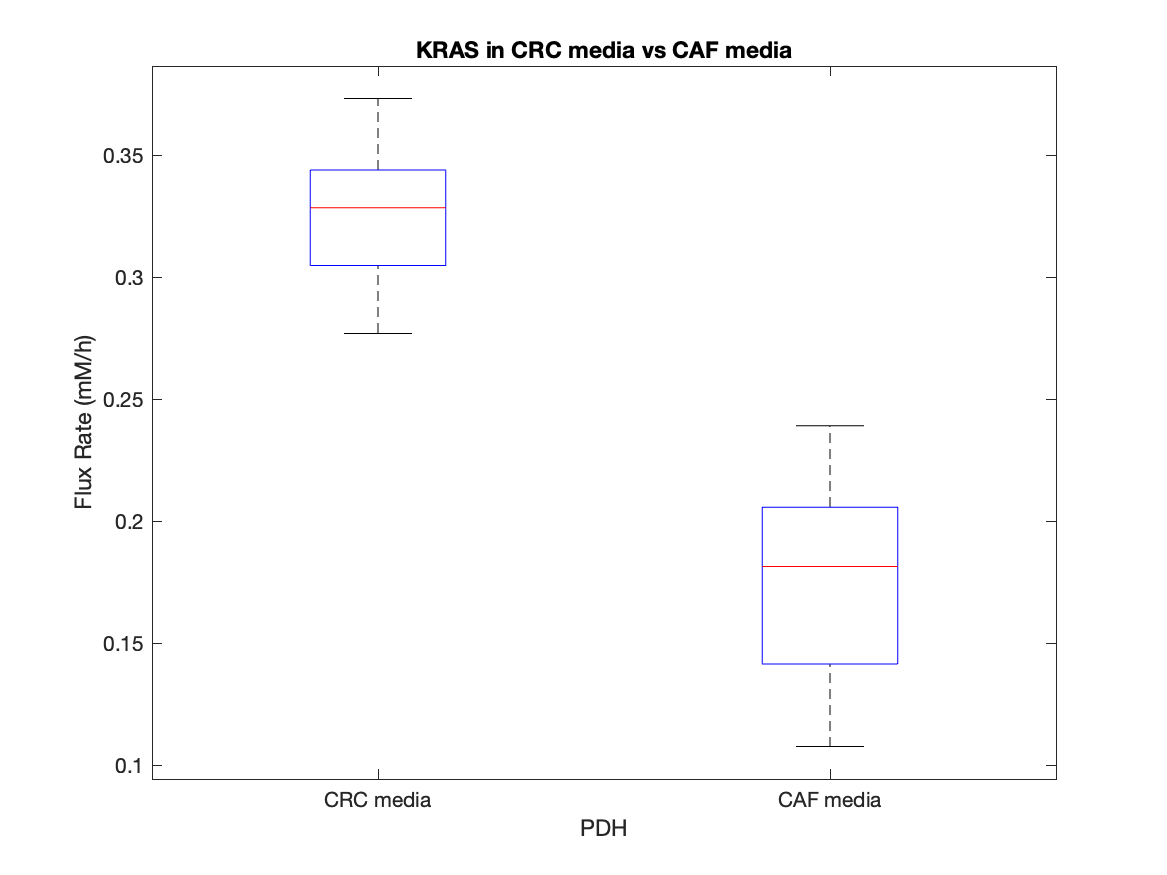 KRAS in CRC media vs CAF media
Flux Rate (mM/h)
0.35
0.3
0.25
0.2
0.15
0.1
CRC media
CAF media
PDH